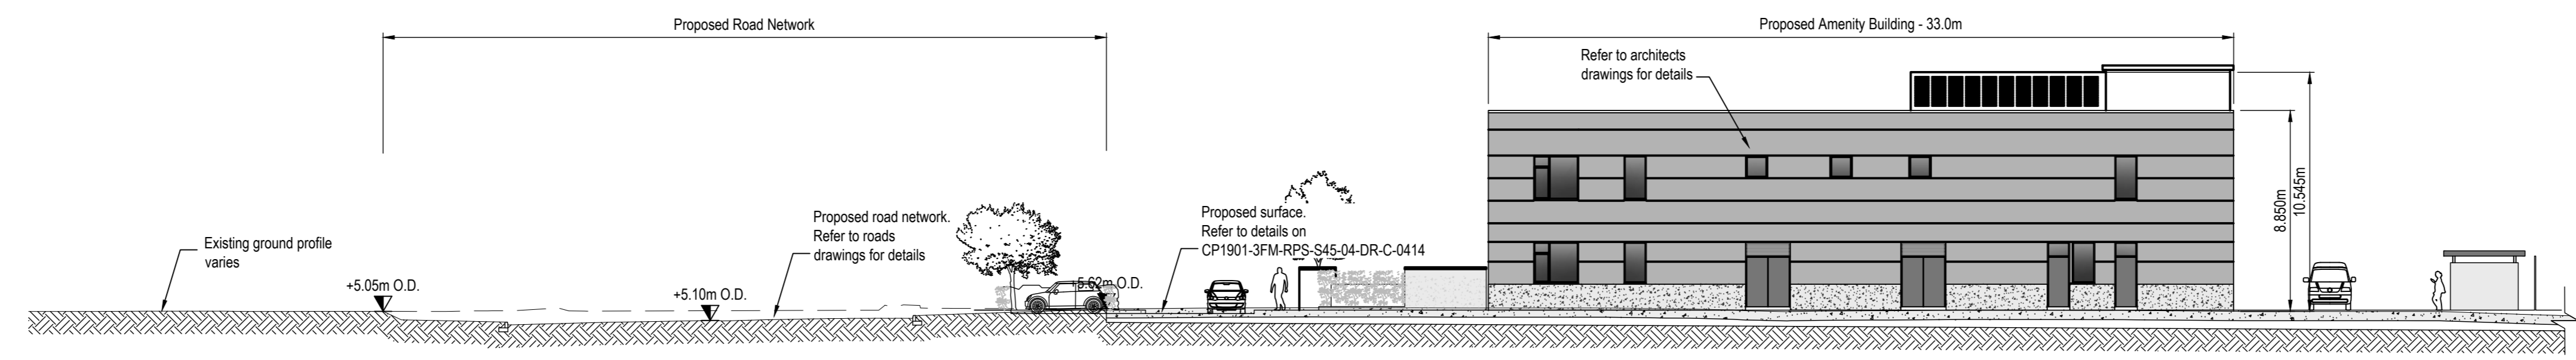 Proposed Road Network
Proposed Amenity Building - 33.0m
Refer to architects
drawings for details
8.850m
10.545m
Proposed road network.
Refer to roads
drawings for details
Proposed surface.
Refer to details on
CP1901-3FM-RPS-S45-04-DR-C-0414
Existing ground profile
varies
+5.05m O.D.
+5.10m O.D.
+5.62m O.D.